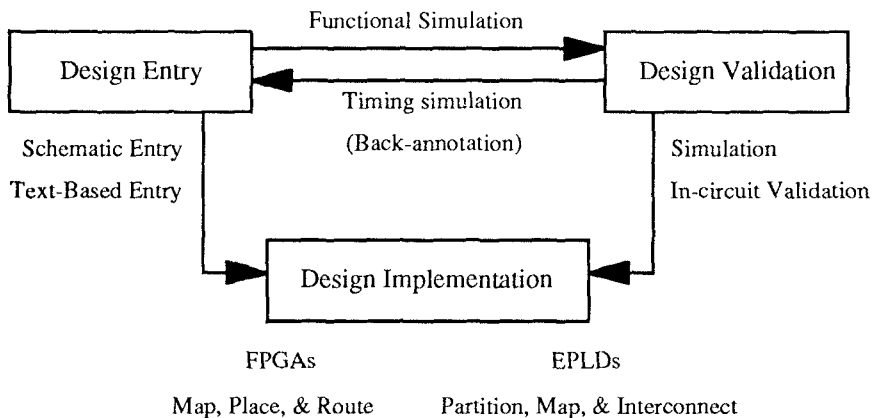 Functional Simulation
Design Entry
Design Validation
Timing simulation
(Back-annotation)
Schematic Entry
Text-Based Entry
Simulation
In-circuit Validation
Design Implementation
FPGAs
EPLDs
Map, Place, & Route
Partition, Map, & Interconnect